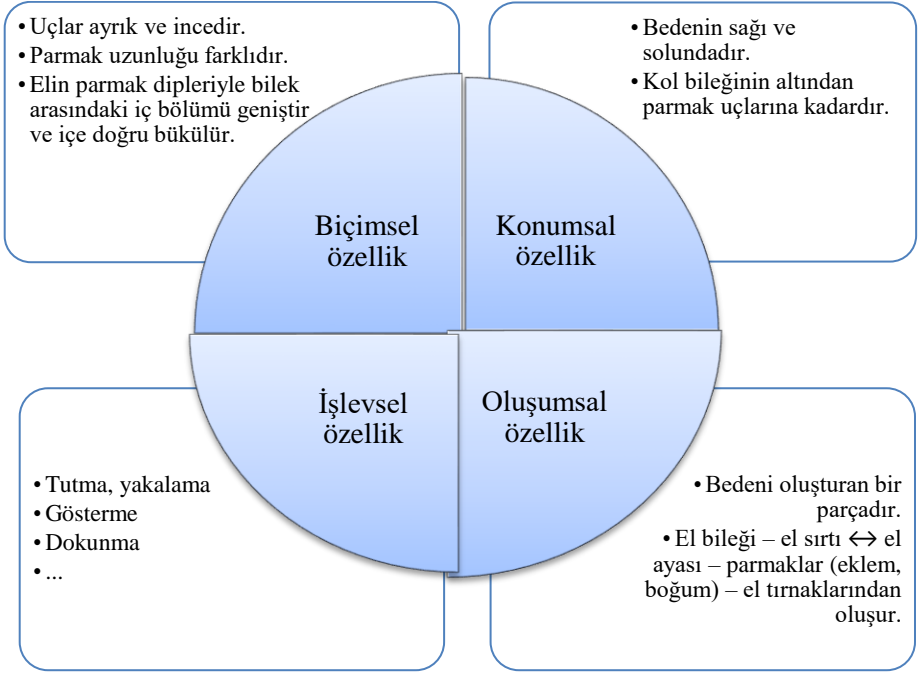 • Uçlar ayrık ve incedir.
• Parmak uzunluğu farklıdır.
• Elin parmak dipleriyle bilek
arasındaki iç bölümü geniştir
ve içe doğru bükülür.
• Bedenin sağı ve
solundadır.
• Kol bileğinin altından
parmak uçlarına kadardır.
Biçimsel
özellik
Konumsal
özellik
İşlevsel
özellik
Oluşumsal
özellik
• Tutma, yakalama
• Gösterme
• Dokunma
• ...
• Bedeni oluşturan bir
parçadır.
• El bileği – el sırtı ↔ el
ayası – parmaklar (eklem,
boğum) – el tırnaklarından
oluşur.